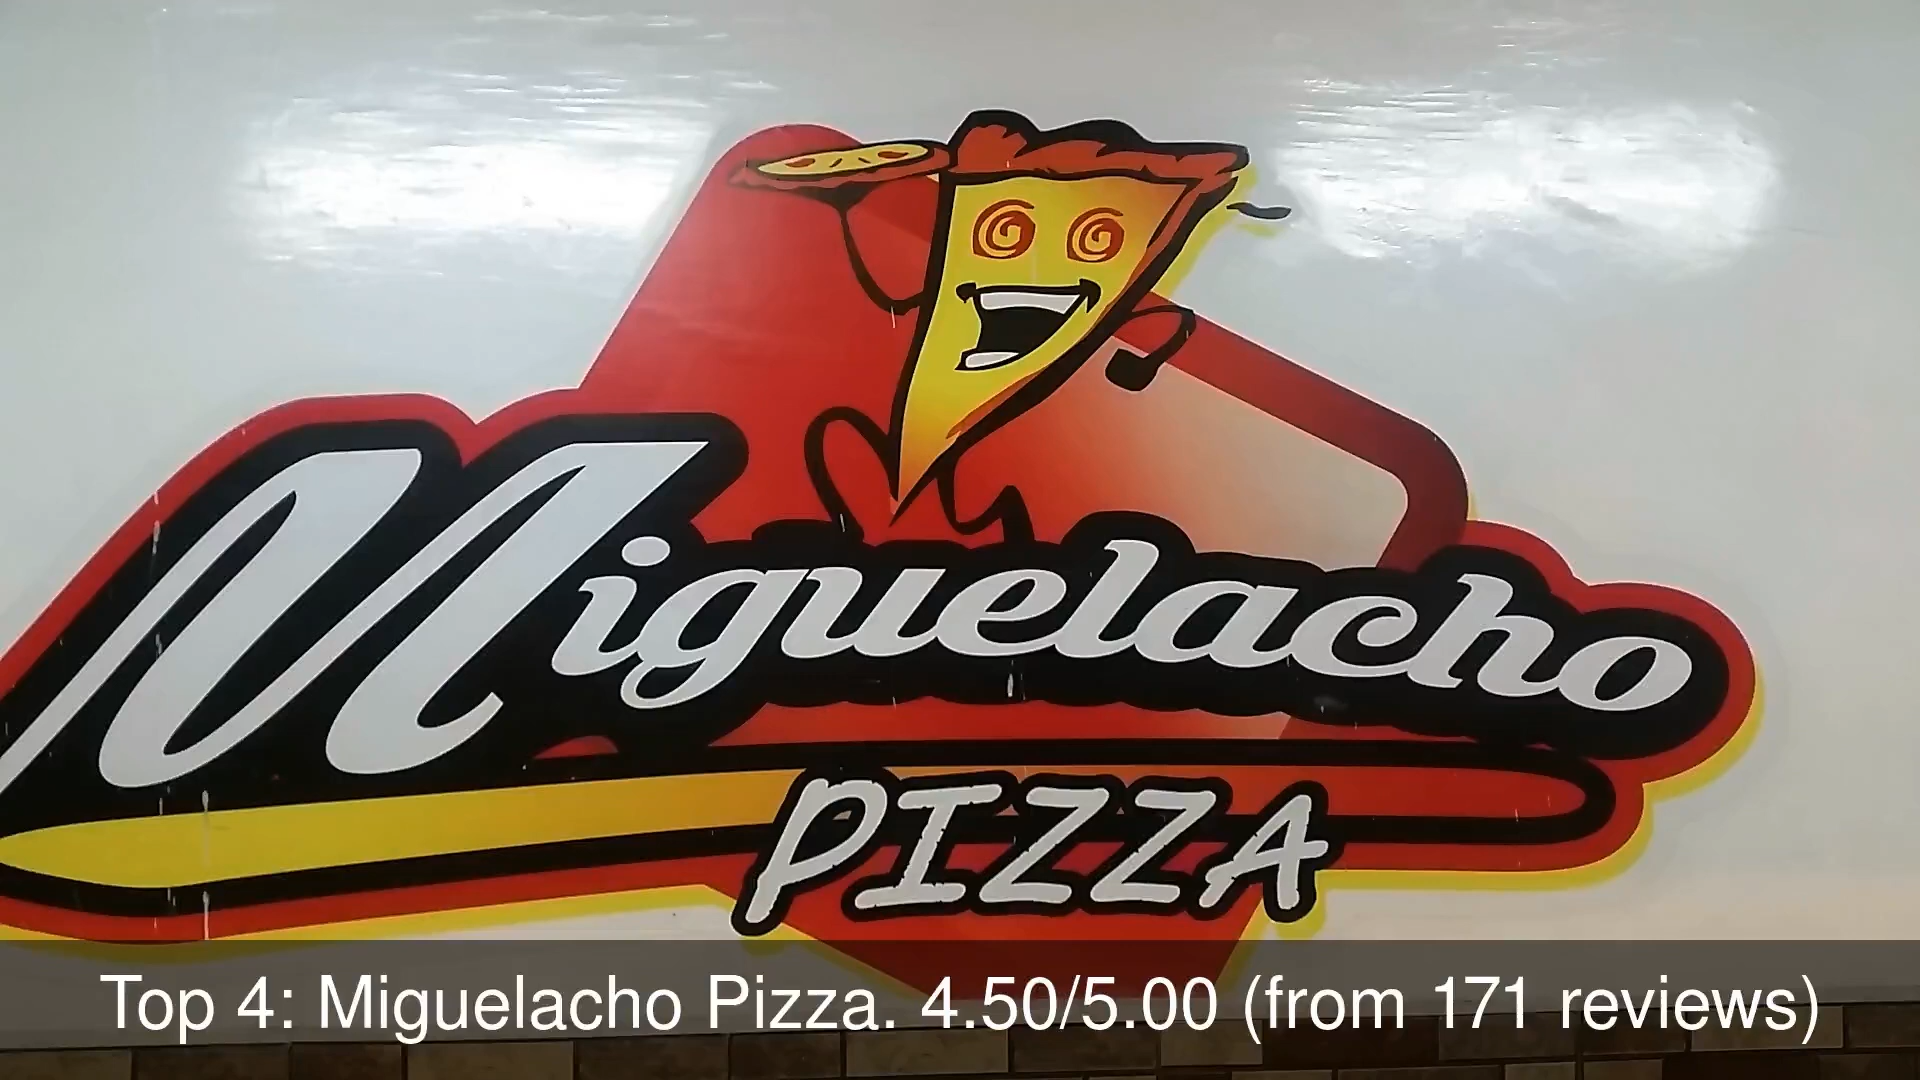 Miguelacho
PIZZA
Top 4: Miguelacho Pizza. 4.50/5.00 (from 171 reviews)